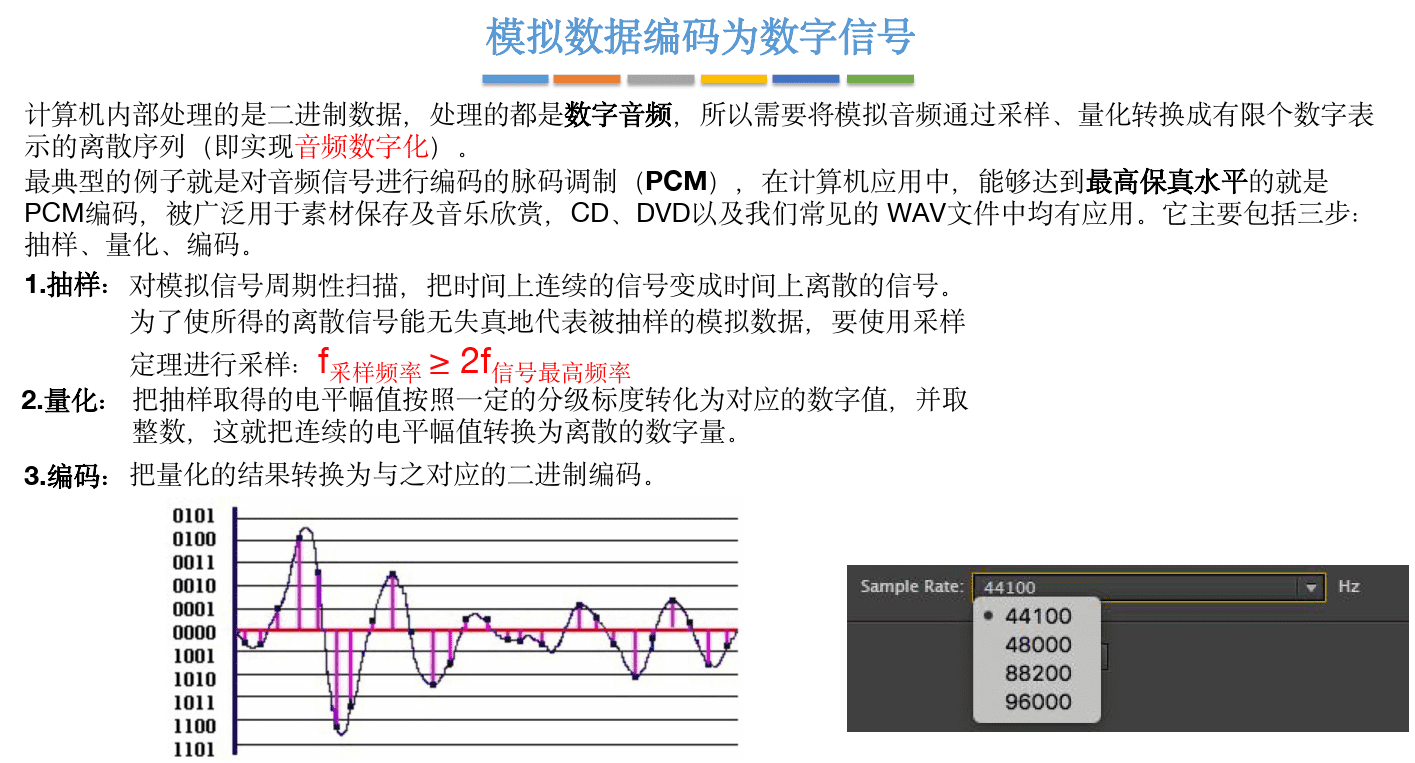 模拟数据编码为数字信号
计算机内部处理的是二进制数据，处理的都是数字音频，所以需要将模拟音频通过采样、量化转换成有限个数字表
示的离散序列（即实现音频数字化）。
最典型的例子就是对音频信号进行编码的脉码调制（PCM），在计算机应用中，能够达到最高保真水平的就是
PCM编码，被广泛用于素材保存及音乐欣赏，CD、DVD以及我们常见的 WAV文件中均有应用。它主要包括三步：
抽样、量化、编码。
1.抽样： 对模拟信号周期性扫描，把时间上连续的信号变成时间上离散的信号。
为了使所得的离散信号能无失真地代表被抽样的模拟数据，要使用采样
定理进行采样：f采样频率 ≥ 2f信号最高频率
2.量化： 把抽样取得的电平幅值按照一定的分级标度转化为对应的数字值，并取
整数，这就把连续的电平幅值转换为离散的数字量。
3.编码： 把量化的结果转换为与之对应的二进制编码。
0101
0100
0011
0010
0001
0000
1001
1010
1011
1100
1101
Sample Rate: 44100 Hz
44100
48000
88200
96000